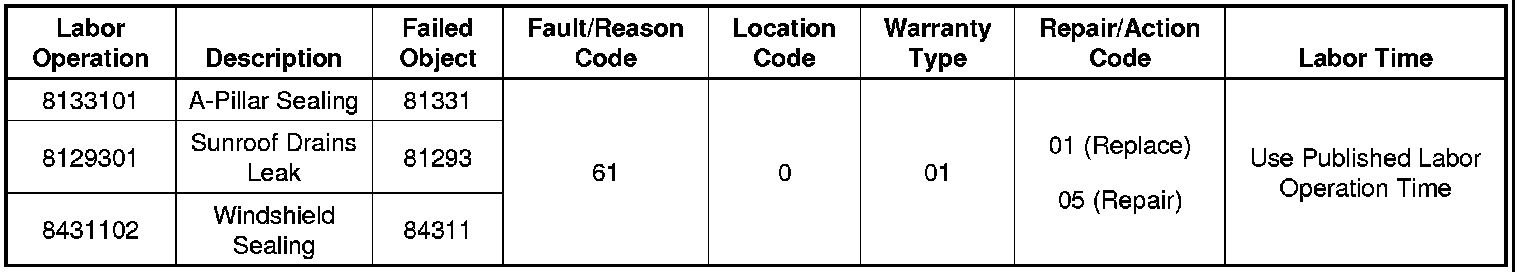 Labor Operation | Description | Failed Object | Fault/Reason Code | Location Code | Warranty Type | Repair/Action Code | Labor Time
8133101 | A-Pillar Sealing | 81331 | 61 | 0 | 01 | 01 (Replace) 05 (Repair) | Use Published Labor Operation Time
8129301 | Sunroof Drains Leak | 81293
8431102 | Windshield Sealing | 84311